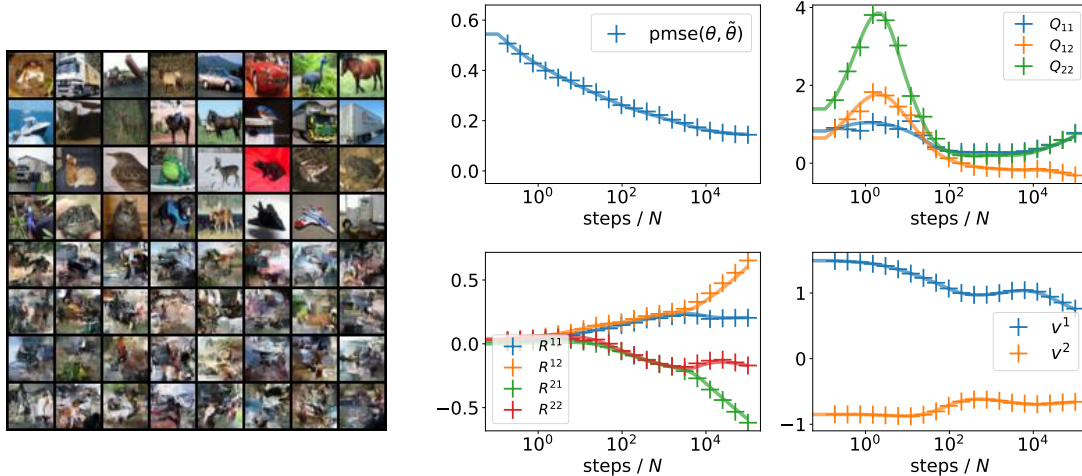 0.6
0.4
0.2
0.0
pmse(θ, θ̃)
10⁰ 10² 10⁴
steps / N
4
2
0
Q₁₁
Q₁₂
Q₂₂
10⁰ 10² 10⁴
steps / N
0.5
0.0
−0.5
R¹¹
R¹²
R²¹
R²²
10⁰ 10² 10⁴
steps / N
1
0
−1
v¹
v²
10⁰ 10² 10⁴
steps / N